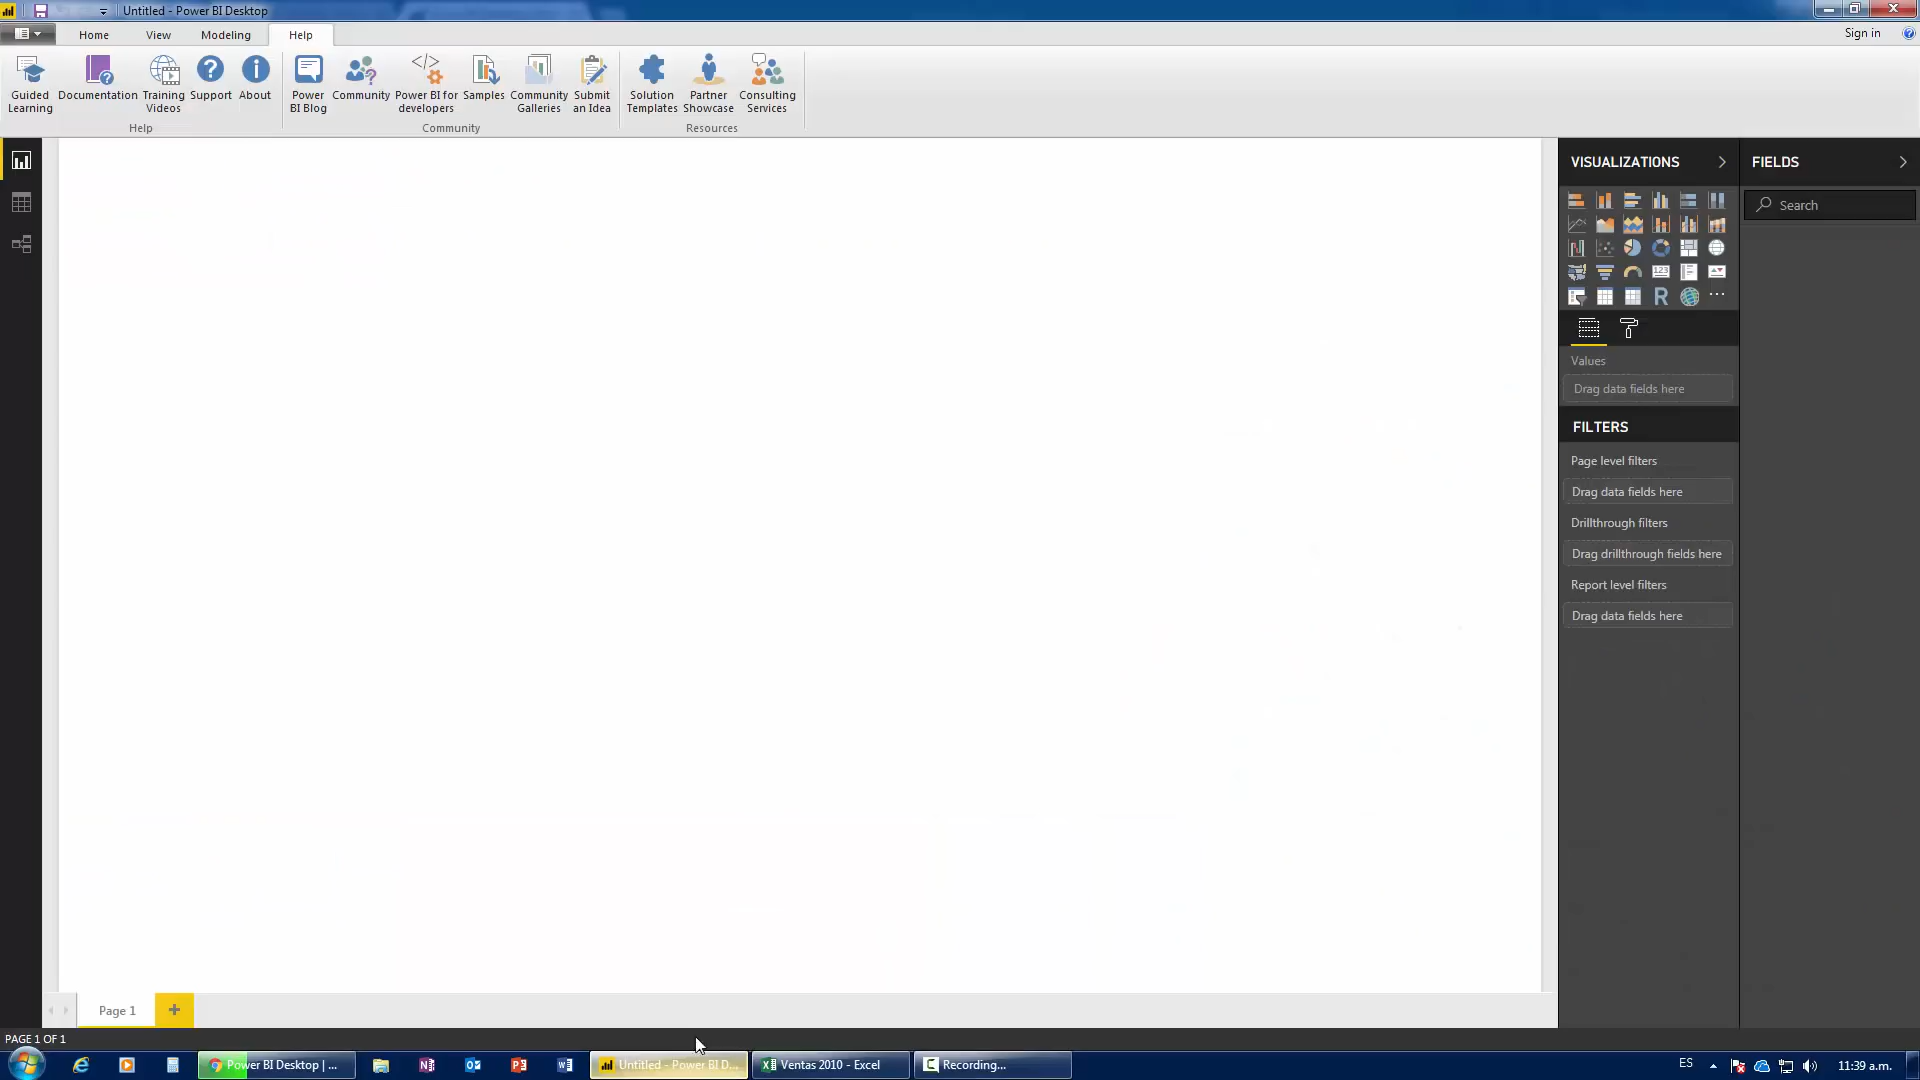 Untitled - Power BI Desktop
Home View Modeling Help Sign in
Guided Learning
Documentation
Training Videos
Support
About
Help
Power BI Blog
Community
Power BI for developers
Samples
Community Galleries
Submit an Idea
Community
Solution Templates
Partner Showcase
Consulting Services
Resources
VISUALIZATIONS
FIELDS
Search
123
R
Values
Drag data fields here
FILTERS
Page level filters
Drag data fields here
Drillthrough filters
Drag drillthrough fields here
Report level filters
Drag data fields here
Page 1
PAGE 1 OF 1
Power BI Desktop | ...
Untitled - Power BI D...
Ventas 2010 - Excel
Recording...
ES
11:39 a.m.